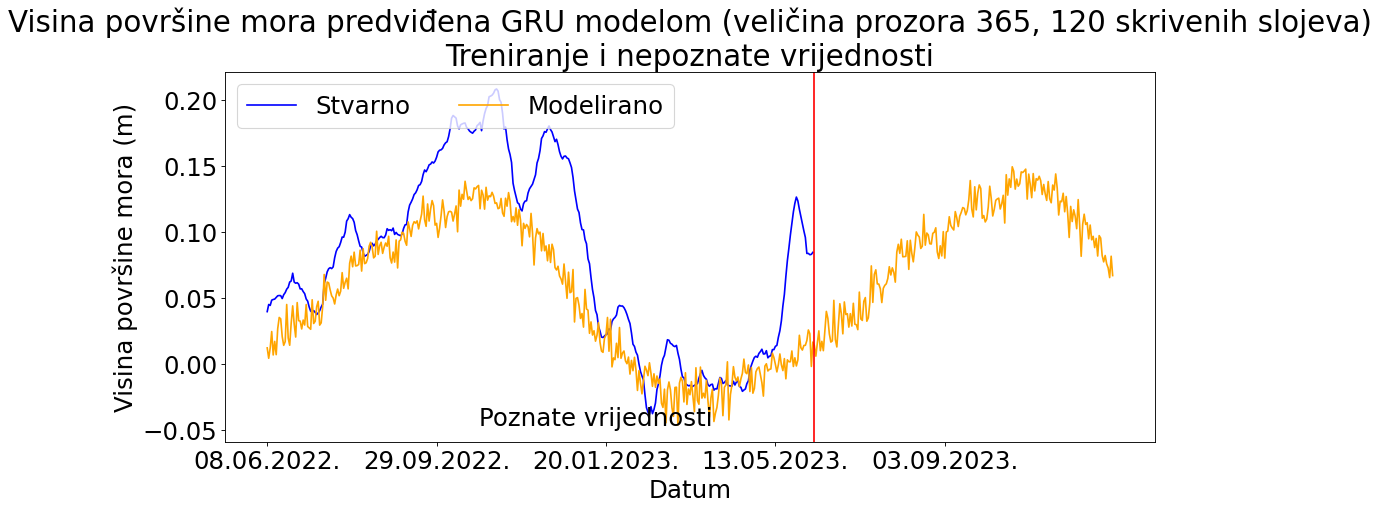 Visina površine mora predviđena GRU modelom (veličina prozora 365, 120 skrivenih slojeva)
Treniranje i nepoznate vrijednosti
Stvarno Modelirano
Visina površine mora (m)
0.20
0.15
0.10
0.05
0.00
−0.05
Poznate vrijednosti
08.06.2022. 29.09.2022. 20.01.2023. 13.05.2023. 03.09.2023.
Datum